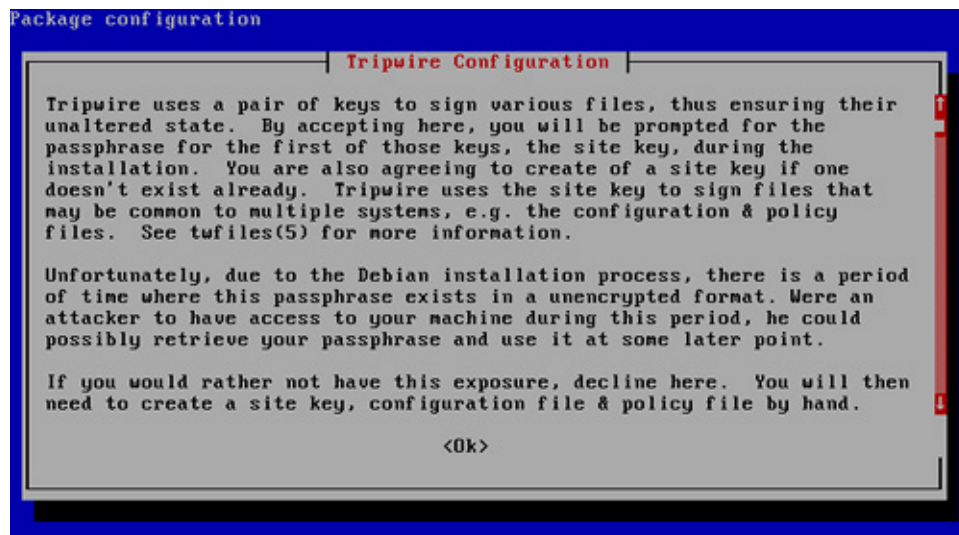 Package configuration
Tripwire Configuration
Tripwire uses a pair of keys to sign various files, thus ensuring their
unaltered state.  By accepting here, you will be prompted for the
passphrase for the first of those keys, the site key, during the
installation.  You are also agreeing to create of a site key if one
doesn't exist already.  Tripwire uses the site key to sign files that
may be common to multiple systems, e.g. the configuration & policy
files.  See twfiles(5) for more information.
Unfortunately, due to the Debian installation process, there is a period
of time where this passphrase exists in a unencrypted format. Were an
attacker to have access to your machine during this period, he could
possibly retrieve your passphrase and use it at some later point.
If you would rather not have this exposure, decline here.  You will then
need to create a site key, configuration file & policy file by hand.
<Ok>